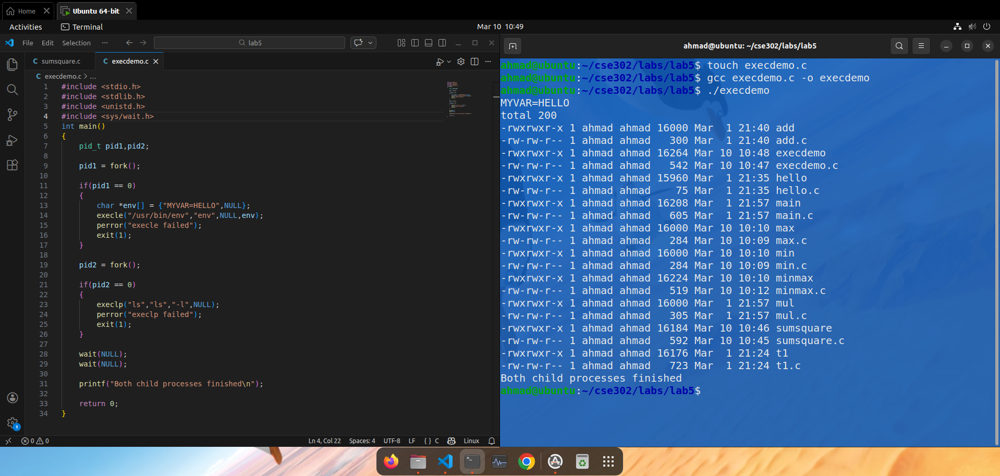 Home
Ubuntu 64-bit
Activities
Terminal
Mar 10 10:49
File Edit Selection ···
lab5
ahmad@ubuntu: ~/cse302/labs/lab5
C sumsquare.c
C execdemo.c
C execdemo.c > ...
1 #include <stdio.h>
2 #include <stdlib.h>
3 #include <unistd.h>
4 #include <sys/wait.h>
5 int main()
6 {
7     pid_t pid1,pid2;
8
9     pid1 = fork();
10
11     if(pid1 == 0)
12     {
13         char *env[] = {"MYVAR=HELLO",NULL};
14         execle("/usr/bin/env","env",NULL,env);
15         perror("execle failed");
16         exit(1);
17     }
18
19     pid2 = fork();
20
21     if(pid2 == 0)
22     {
23         execlp("ls","ls","-l",NULL);
24         perror("execlp failed");
25         exit(1);
26     }
27
28     wait(NULL);
29     wait(NULL);
30
31     printf("Both child processes finished\n");
32
33     return 0;
34 }
1
0 0
Ln 4, Col 22
Spaces: 4
UTF-8
LF
{ } C
Linux
ahmad@ubuntu:~/cse302/labs/lab5$ touch execdemo.c
ahmad@ubuntu:~/cse302/labs/lab5$ gcc execdemo.c -o execdemo
ahmad@ubuntu:~/cse302/labs/lab5$ ./execdemo
MYVAR=HELLO
total 200
-rwxrwxr-x 1 ahmad ahmad 16000 Mar  1 21:40 add
-rw-rw-r-- 1 ahmad ahmad   300 Mar  1 21:40 add.c
-rwxrwxr-x 1 ahmad ahmad 16264 Mar 10 10:48 execdemo
-rw-rw-r-- 1 ahmad ahmad   542 Mar 10 10:47 execdemo.c
-rwxrwxr-x 1 ahmad ahmad 15960 Mar  1 21:35 hello
-rw-rw-r-- 1 ahmad ahmad    75 Mar  1 21:35 hello.c
-rwxrwxr-x 1 ahmad ahmad 16208 Mar  1 21:57 main
-rw-rw-r-- 1 ahmad ahmad   605 Mar  1 21:57 main.c
-rwxrwxr-x 1 ahmad ahmad 16000 Mar 10 10:10 max
-rw-rw-r-- 1 ahmad ahmad   284 Mar 10 10:09 max.c
-rwxrwxr-x 1 ahmad ahmad 16000 Mar 10 10:10 min
-rw-rw-r-- 1 ahmad ahmad   284 Mar 10 10:09 min.c
-rwxrwxr-x 1 ahmad ahmad 16224 Mar 10 10:10 minmax
-rw-rw-r-- 1 ahmad ahmad   519 Mar 10 10:12 minmax.c
-rwxrwxr-x 1 ahmad ahmad 16000 Mar  1 21:57 mul
-rw-rw-r-- 1 ahmad ahmad   305 Mar  1 21:57 mul.c
-rwxrwxr-x 1 ahmad ahmad 16184 Mar 10 10:46 sumsquare
-rw-rw-r-- 1 ahmad ahmad   592 Mar 10 10:45 sumsquare.c
-rwxrwxr-x 1 ahmad ahmad 16176 Mar  1 21:24 t1
-rw-rw-r-- 1 ahmad ahmad   723 Mar  1 21:24 t1.c
Both child processes finished
ahmad@ubuntu:~/cse302/labs/lab5$